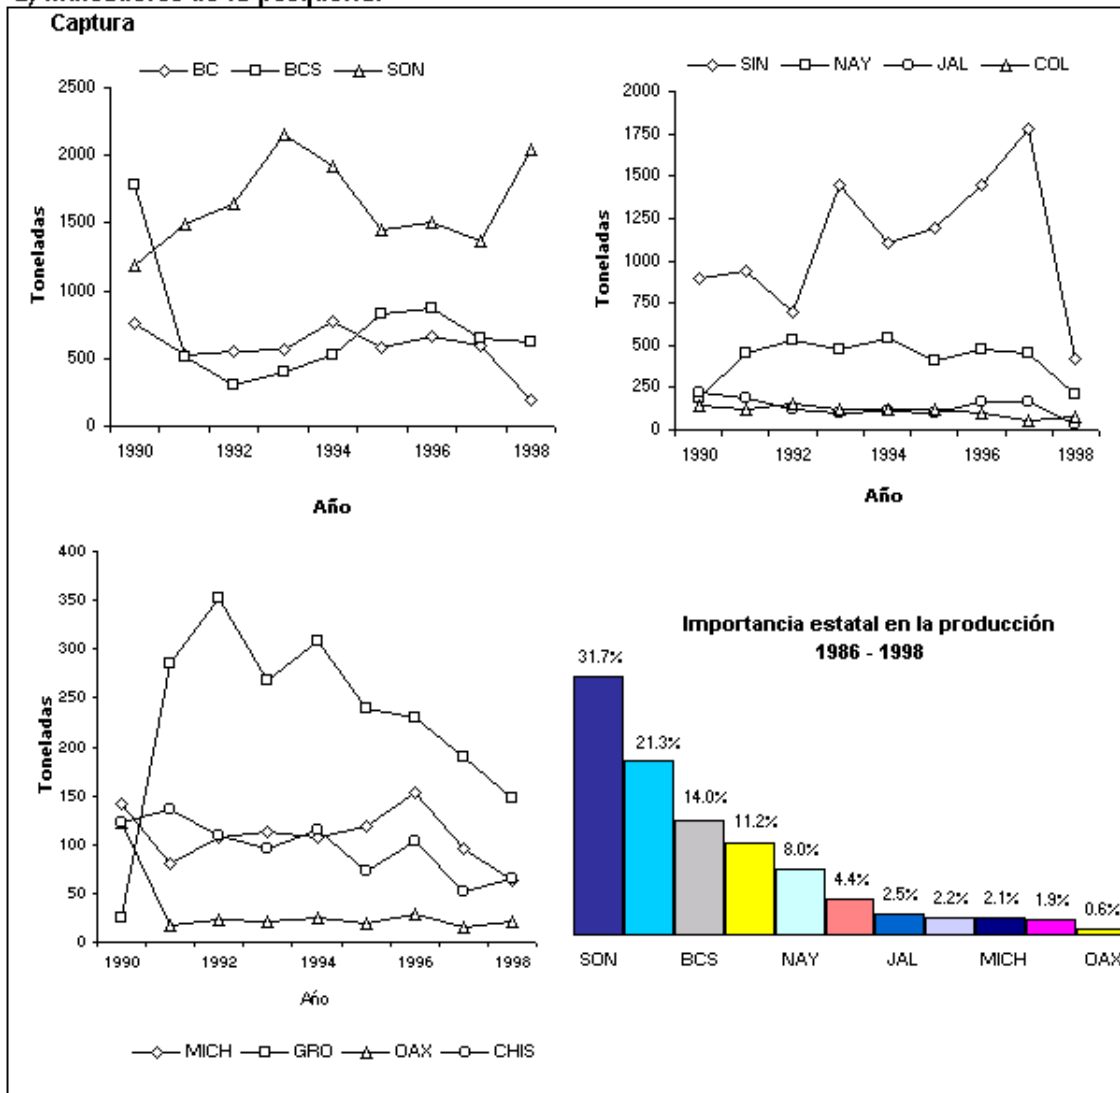 Captura
BC BCS SON
2500
2000
1500
1000
500
0
Toneladas
1990 1992 1994 1996 1998
Año
SIN NAY JAL COL
2000
1750
1500
1250
1000
750
500
250
0
Toneladas
1990 1992 1994 1996 1998
Año
400
350
300
250
200
150
100
50
0
Toneladas
1990 1992 1994 1996 1998
Año
MICH GRO OAX CHIS
Importancia estatal en la producción
1986 - 1998
31.7%
21.3%
14.0%
11.2%
8.0%
4.4%
2.5%
2.2%
2.1%
1.9%
0.6%
SON BCS NAY JAL MICH OAX